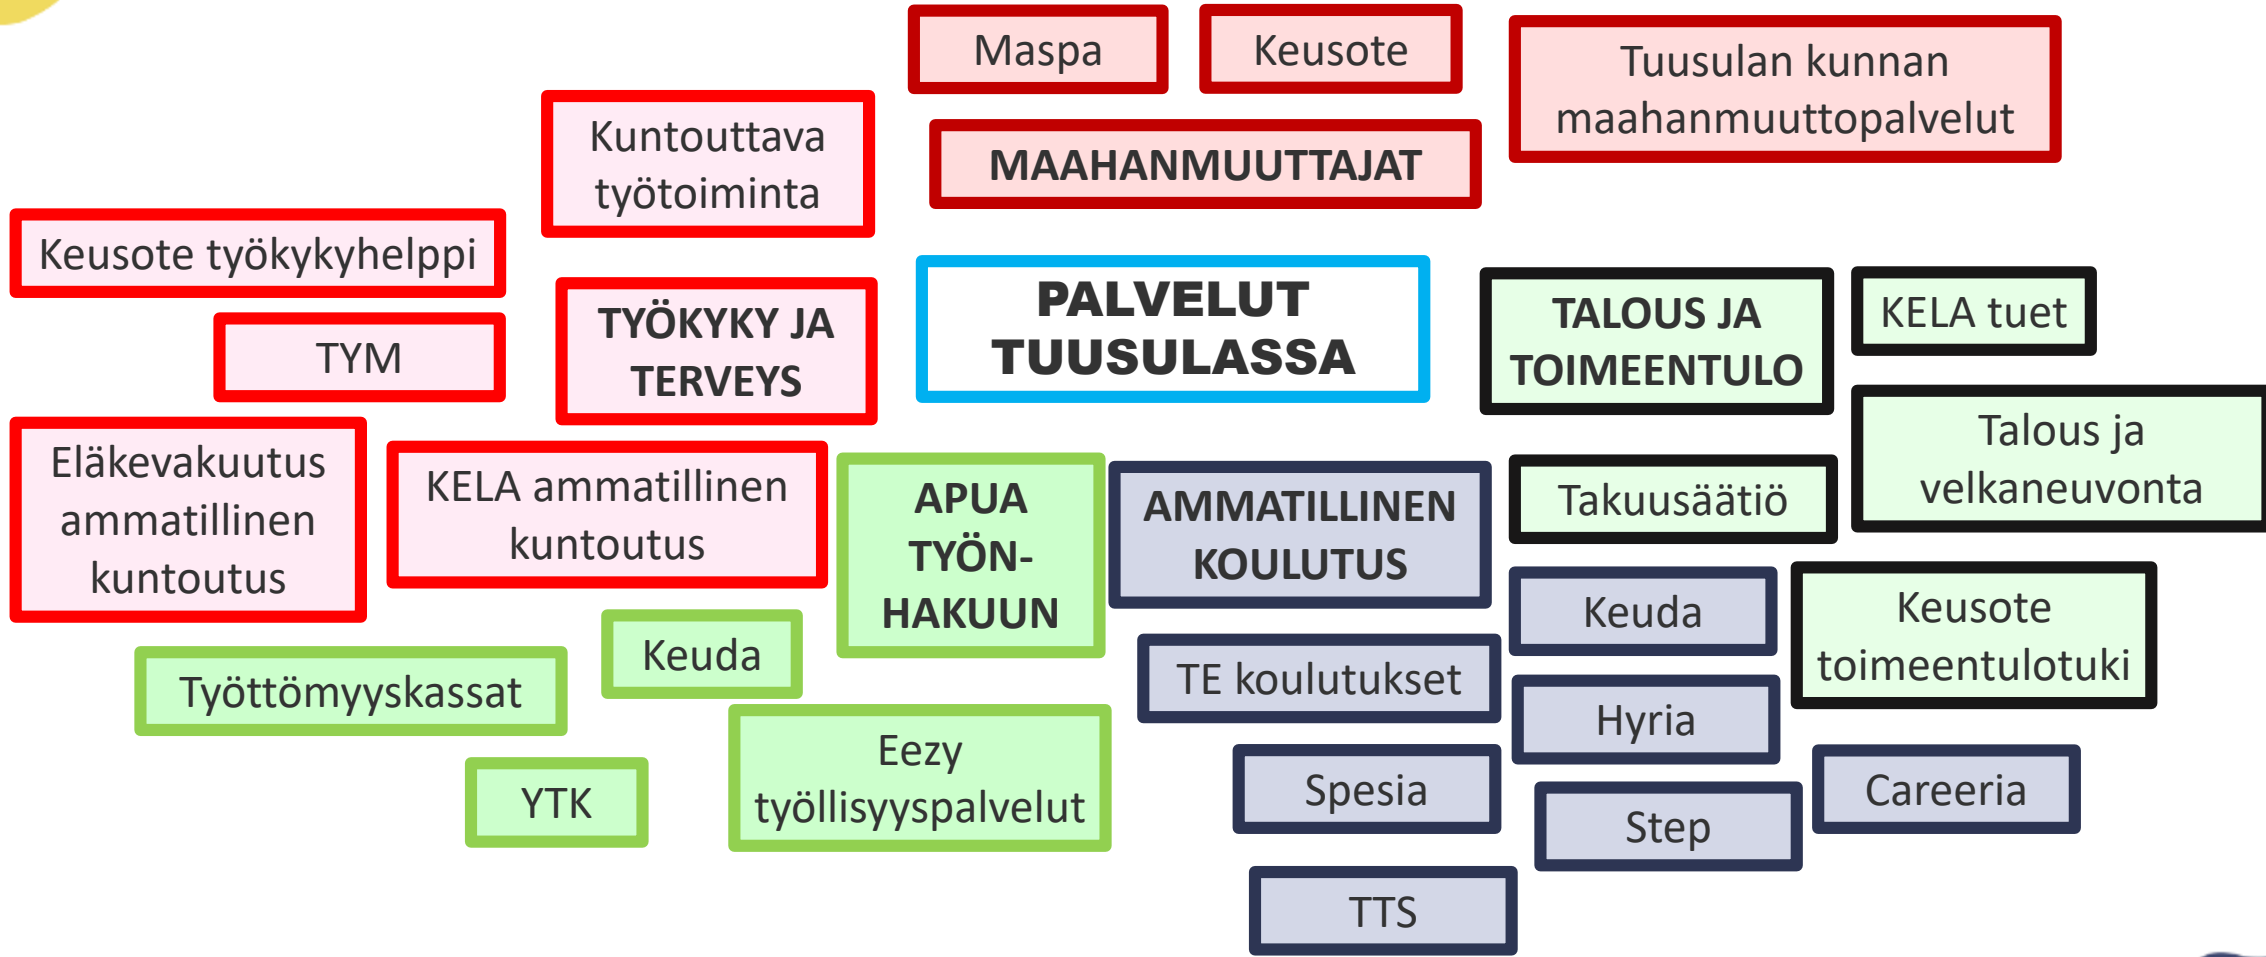 Maspa
Keusote
Tuusulan kunnan
maahanmuuttopalvelut
MAAHANMUUTTAJAT
Kuntouttava
työtoiminta
Keusote työkykyhelppi
TYM
TYÖKYKY JA
TERVEYS
Eläkevakuutus
ammatillinen
kuntoutus
KELA ammatillinen
kuntoutus
PALVELUT
TUUSULASSA
TALOUS JA
TOIMEENTULO
KELA tuet
Talous ja
velkaneuvonta
Takuusäätiö
Keusote
toimeentulotuki
APUA
TYÖN-
HAKUUN
Keuda
Työttömyyskassat
YTK
Eezy
työllisyyspalvelut
AMMATILLINEN
KOULUTUS
Keuda
TE koulutukset
Hyria
Spesia
Step
Careeria
TTS